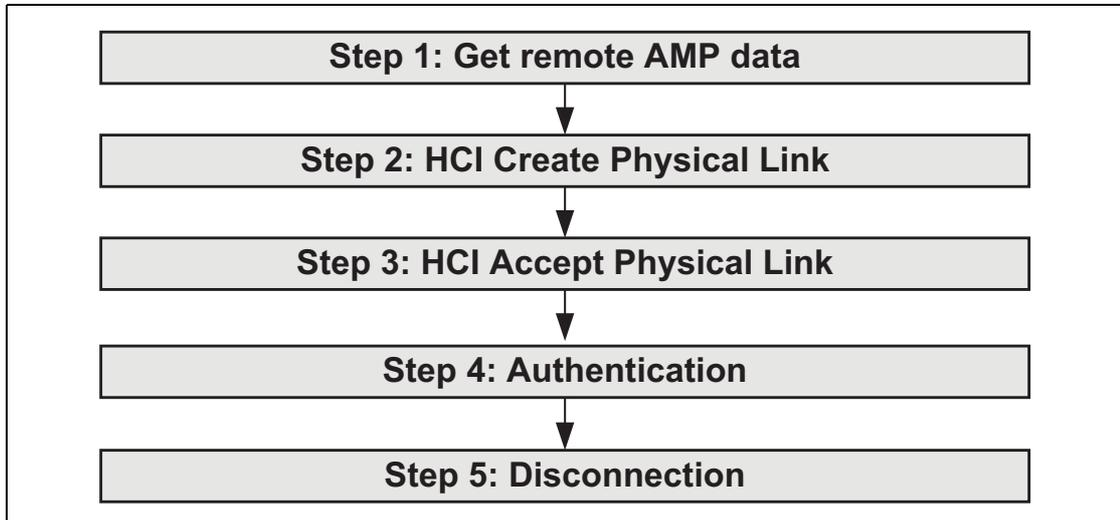 Step 1: Get remote AMP data
Step 2: HCI Create Physical Link
Step 3: HCI Accept Physical Link
Step 4: Authentication
Step 5: Disconnection